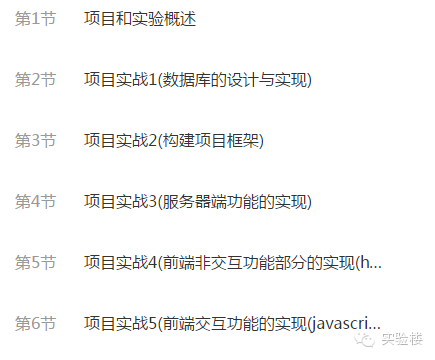 第1节 项目和实验概述
第2节 项目实战1(数据库的设计与实现)
第3节 项目实战2(构建项目框架)
第4节 项目实战3(服务器端功能的实现)
第5节 项目实战4(前端非交互功能部分的实现(h...
第6节 项目实战5(前端交互功能的实现(javascri...
实验楼